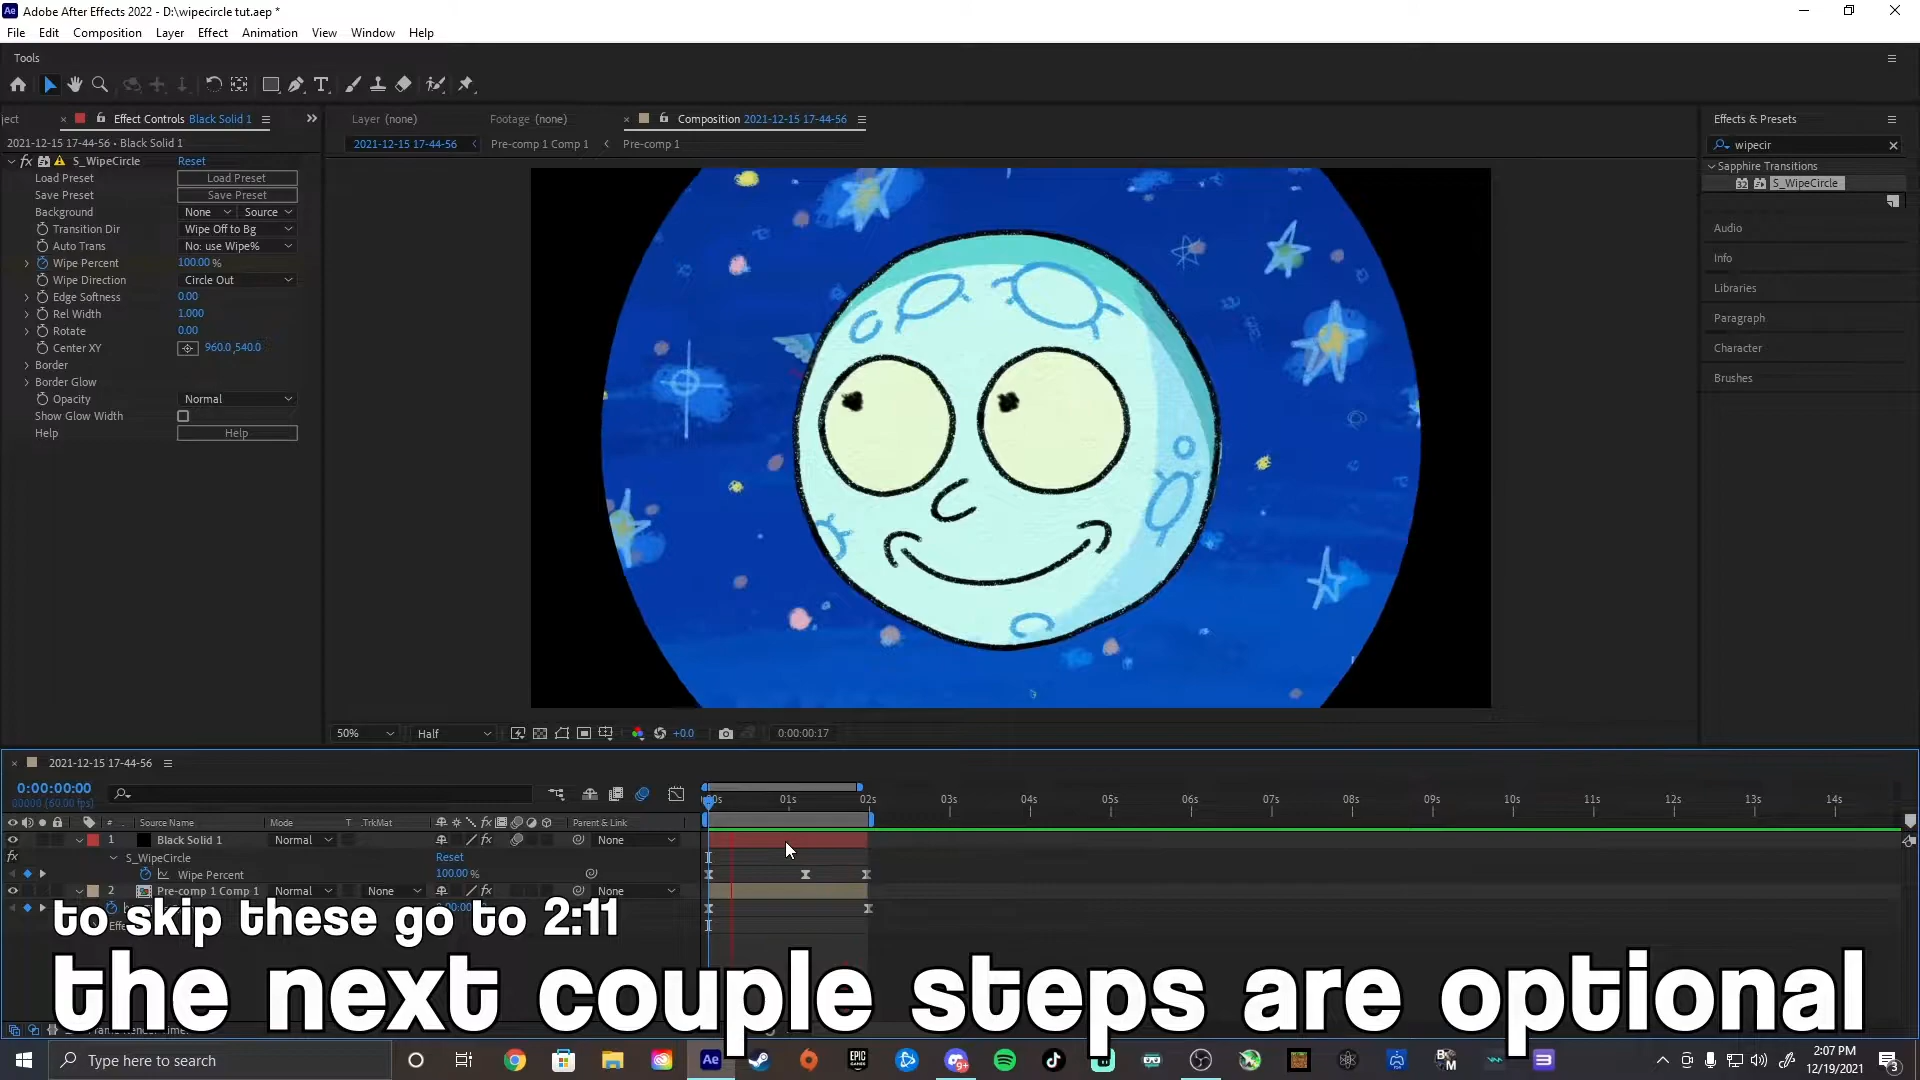 Adobe After Effects 2022 - D:\wipecircle tut.aep *
File Edit Composition Layer Effect Animation View Window Help
Tools
ject Effect Controls Black Solid 1
2021-12-15 17-44-56 • Black Solid 1
S_WipeCircle Reset
Load Preset Load Preset
Save Preset Save Preset
Background None Source
Transition Dir Wipe Off to Bg
Auto Trans No: use Wipe%
Wipe Percent 100.00 %
Wipe Direction Circle Out
Edge Softness 0.00
Rel Width 1.000
Rotate 0.00
Center XY 960.0,540.0
Border
Border Glow
Opacity Normal
Show Glow Width
Help Help
Layer (none) Footage (none) Composition 2021-12-15 17-44-56
2021-12-15 17-44-56 Pre-comp 1 Comp 1 Pre-comp 1
50% Half +0.0 0:00:00:17
Effects & Presets
wipecir
Sapphire Transitions
32 S_WipeCircle
Audio
Info
Libraries
Paragraph
Character
Brushes
2021-12-15 17-44-56
0:00:00:00
00000 (60.00 fps)
01s 02s 03s 04s 05s 06s 07s 08s 09s 10s 11s 12s 13s 14s
# Source Name Mode T .TrkMat Parent & Link
1 Black Solid 1 Normal None
S_WipeCircle Reset
Wipe Percent 100.00 %
2 Pre-comp 1 Comp 1 Normal None None
to skip these go to 2:11
the next couple steps are optional
Type here to search
2:07 PM
12/19/2021